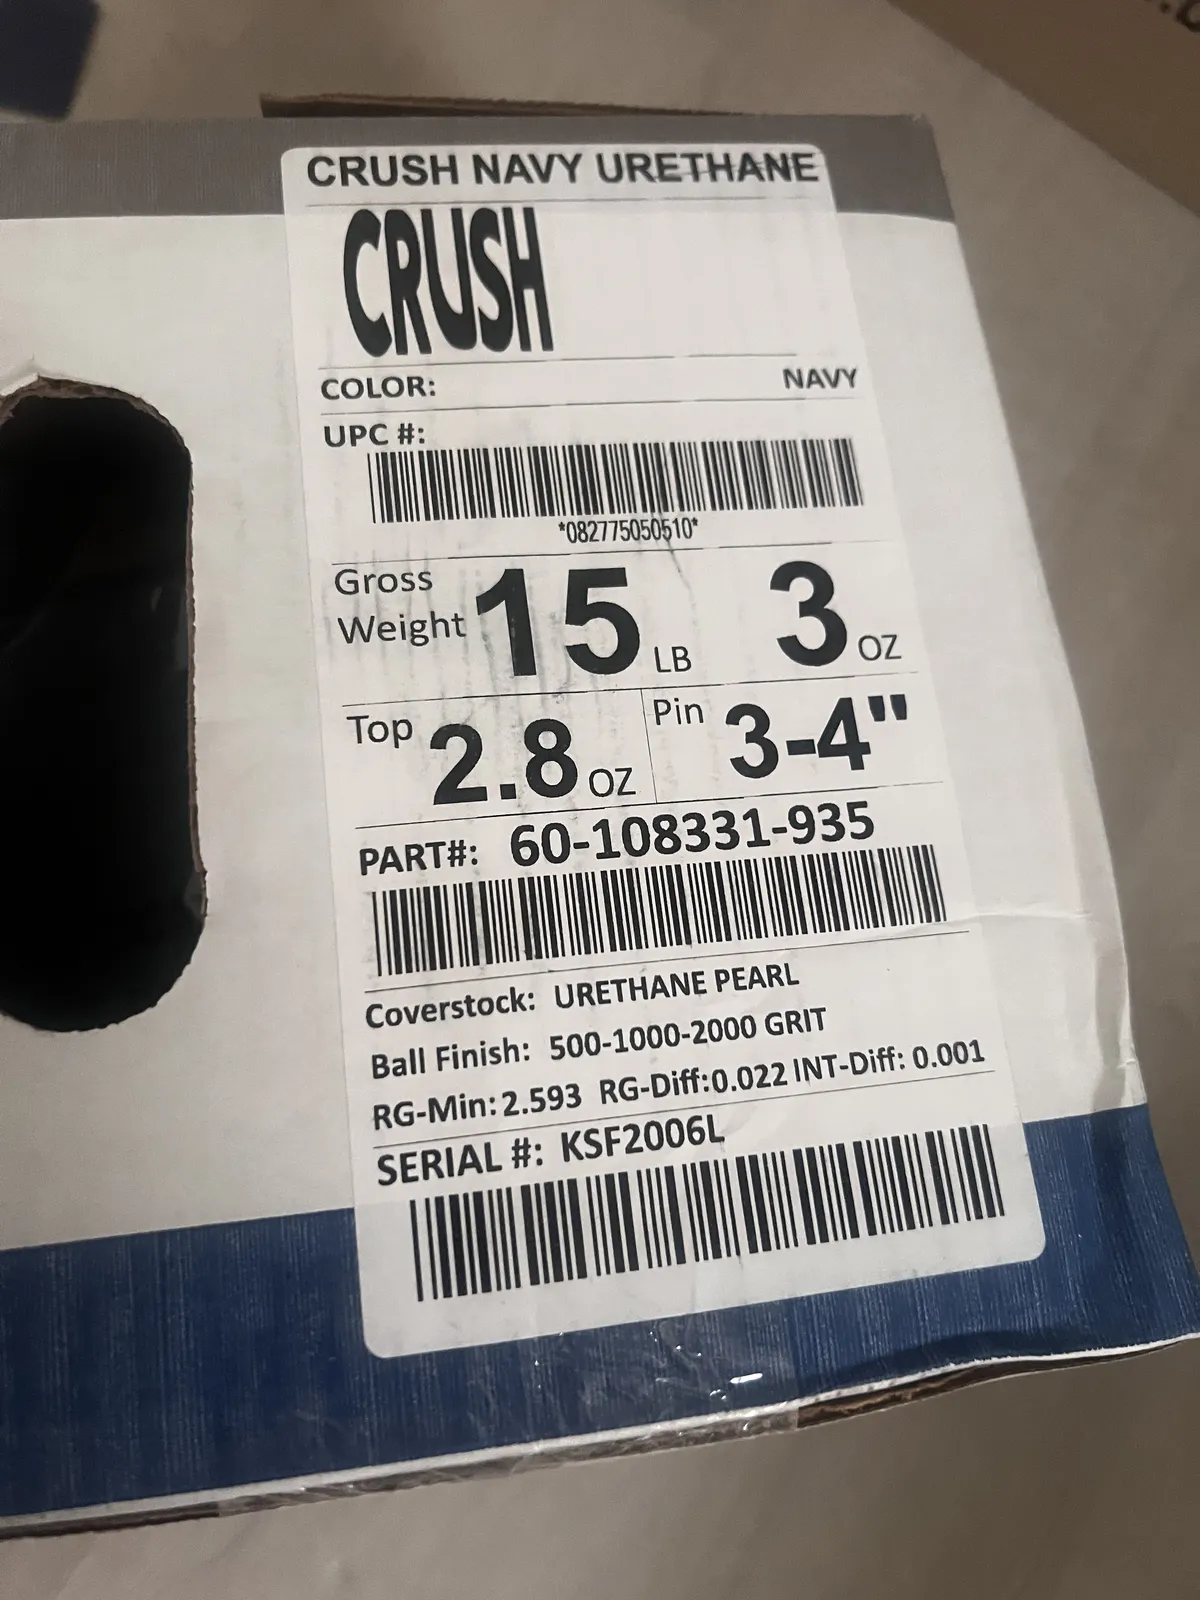 CRUSH NAVY URETHANE
CRUSH
COLOR: NAVY
UPC #:
*082775050510*
Gross Weight 15 LB 3 OZ
Top 2.8 OZ Pin 3-4"
PART#: 60-108331-935
Coverstock: URETHANE PEARL
Ball Finish: 500-1000-2000 GRIT
RG-Min: 2.593 RG-Diff:0.022 INT-Diff: 0.001
SERIAL #: KSF2006L